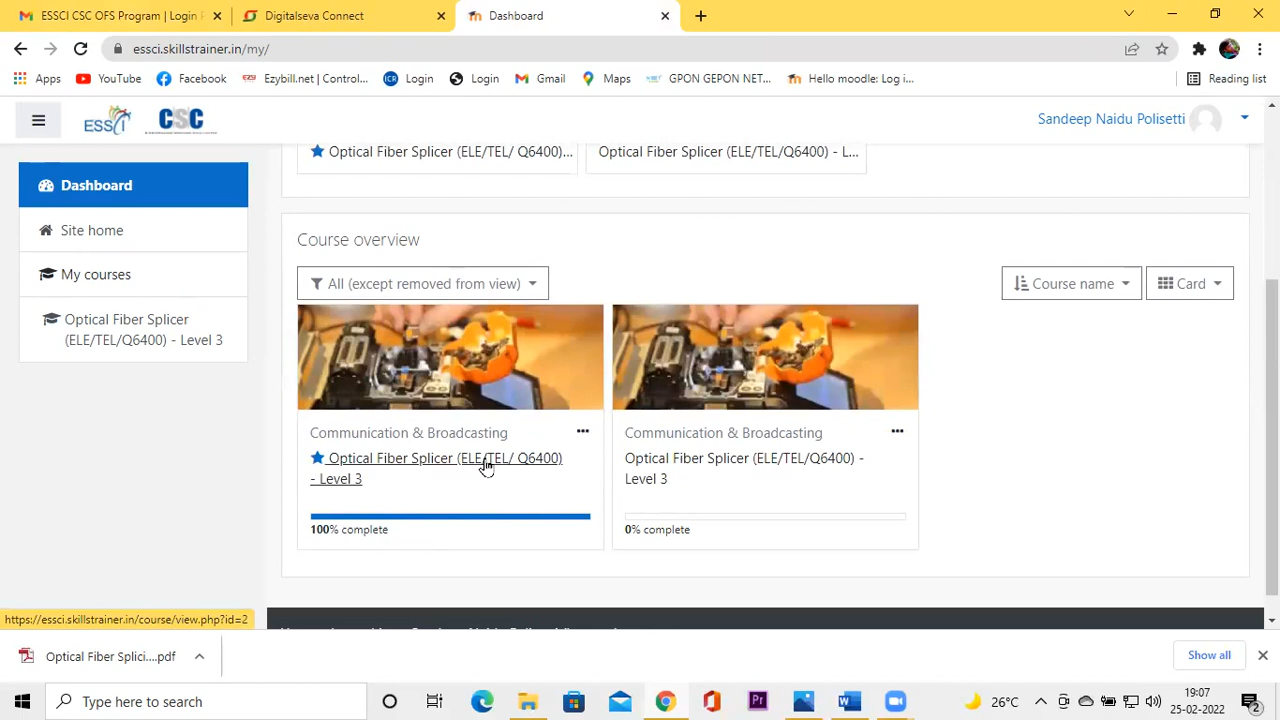 ESSCI CSC OFS Program | Login F
Digitalseva Connect
Dashboard
essci.skillstrainer.in/my/
Apps
YouTube
Facebook
Ezybill.net | Control...
Login
Login
Gmail
Maps
GPON GEPON NET...
Hello moodle: Log i...
Reading list
ESSCI
CSC
Sandeep Naidu Polisetti
Optical Fiber Splicer (ELE/TEL/ Q6400)...
Optical Fiber Splicer (ELE/TEL/Q6400) - L...
Dashboard
Site home
My courses
Optical Fiber Splicer
(ELE/TEL/Q6400) - Level 3
Course overview
All (except removed from view)
Course name
Card
Communication & Broadcasting
Optical Fiber Splicer (ELE/TEL/ Q6400)
- Level 3
100% complete
Communication & Broadcasting
Optical Fiber Splicer (ELE/TEL/Q6400) -
Level 3
0% complete
https://essci.skillstrainer.in/course/view.php?id=2
Optical Fiber Splici....pdf
Show all
Type here to search
26°C
19:07
25-02-2022
2